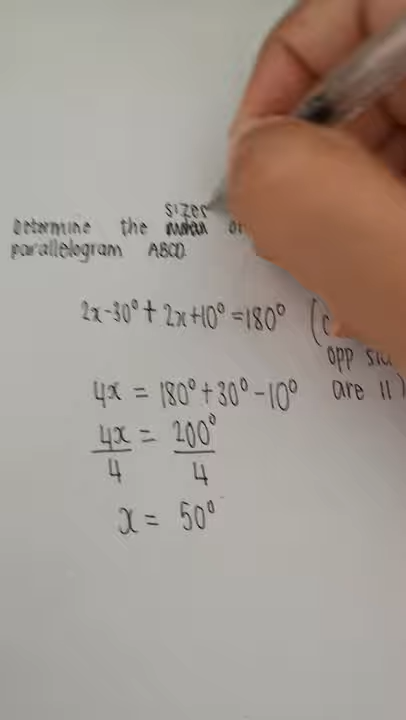 sizes
Determine the of
parallelogram ABCD.
2x-30°+ 2x+10° =180° (
opp
4x = 180°+30°-10° are ||)
4x = 200°
4 4
x = 50°